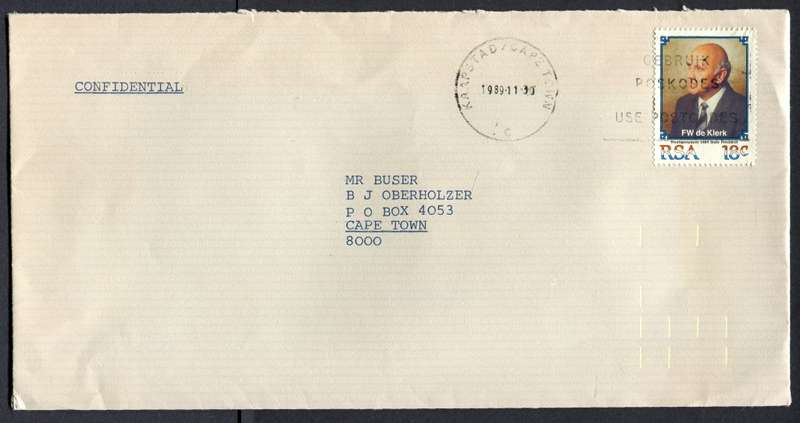 CONFIDENTIAL
KAAPSTAD/CAPE TOWN
1989-11-30
GEBRUIK
POSKODES
USE POSTCODES
FW de Klerk
RSA 18c
MR BUSER
B J OBERHOLZER
P O BOX 4053
CAPE TOWN
8000